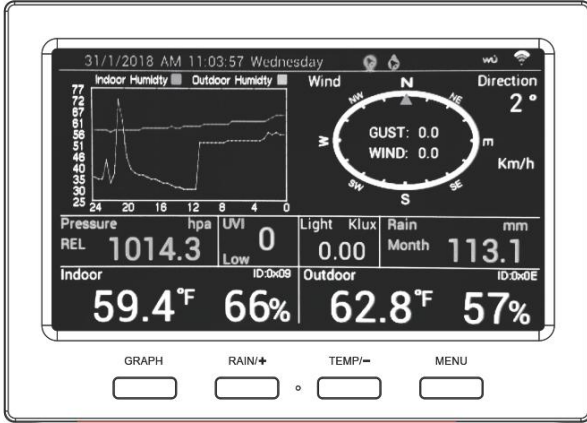 31/1/2018 AM 11:03:57 Wednesday wu
Indoor Humidty Outdoor Humidty
77
72
67
61
56
51
46
40
35
30
25
24 20 16 12 8 4 0
Wind Direction
N
NE
E
SE
S
SW
W
NW
GUST: 0.0
WIND: 0.0
2 °
Km/h
Pressure hpa
REL 1014.3
UVI
0
Low
Light Klux
0.00
Rain mm
Month 113.1
Indoor ID:0x09
59.4°F 66%
Outdoor ID:0x0E
62.8°F 57%
GRAPH RAIN/+ TEMP/− MENU